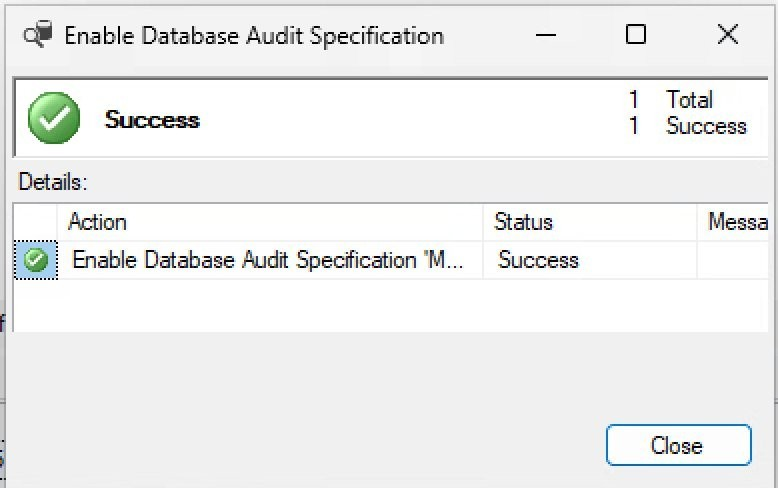 Enable Database Audit Specification
Success
1 Total
1 Success
Details:
Action Status Messa
Enable Database Audit Specification 'M... Success
Close